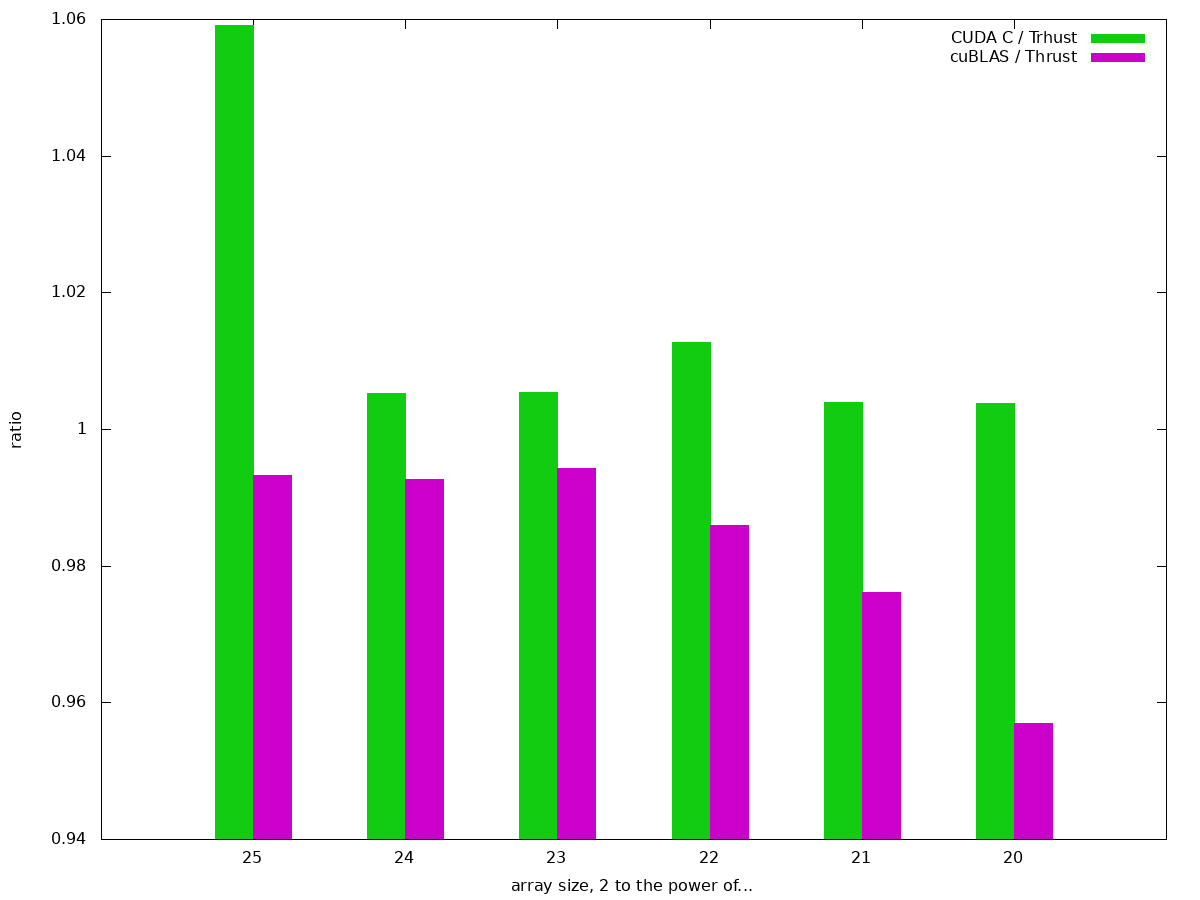 1.06
1.04
1.02
1
0.98
0.96
0.94
ratio
CUDA C / Trhust
cuBLAS / Thrust
25 24 23 22 21 20
array size, 2 to the power of...